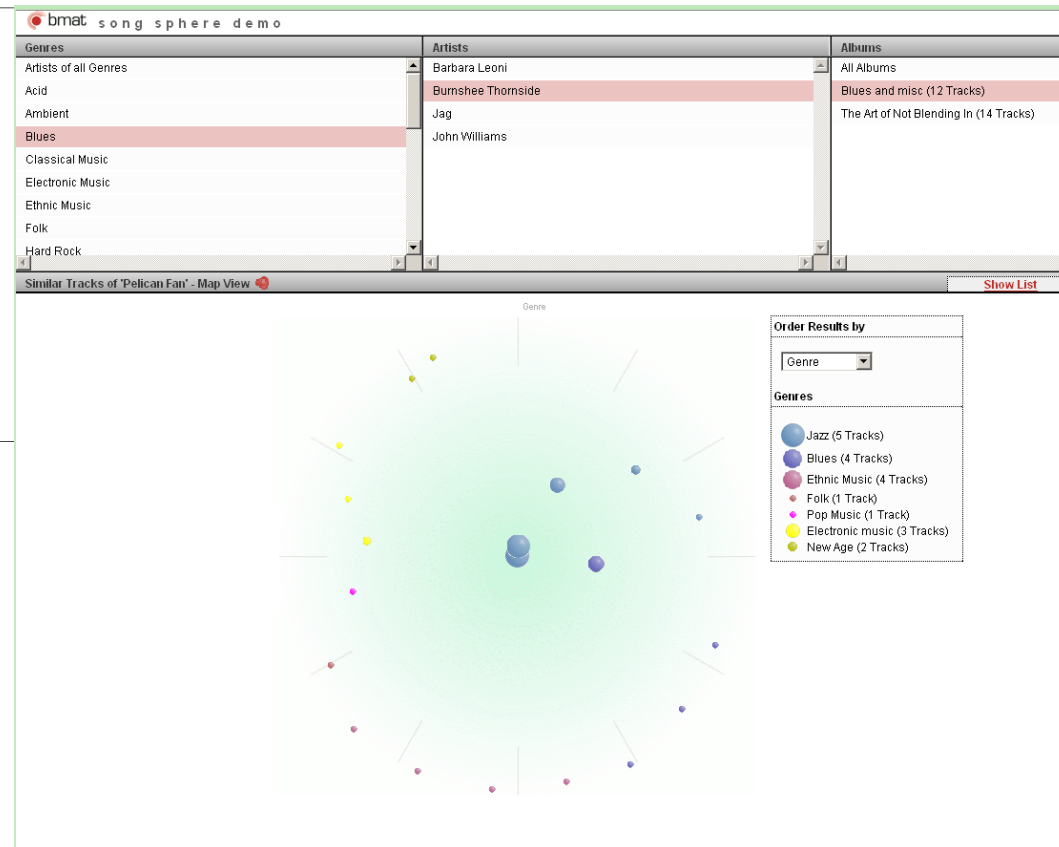 bmat song sphere demo
Genres
Artists of all Genres
Acid
Ambient
Blues
Classical Music
Electronic Music
Ethnic Music
Folk
Hard Rock
Artists
Barbara Leoni
Burnshee Thornside
Jag
John Williams
Albums
All Albums
Blues and misc (12 Tracks)
The Art of Not Blending In (14 Tracks)
Similar Tracks of 'Pelican Fan' - Map View
Show List
Genre
Order Results by
Genre
Genres
Jazz (5 Tracks)
Blues (4 Tracks)
Ethnic Music (4 Tracks)
Folk (1 Track)
Pop Music (1 Track)
Electronic music (3 Tracks)
New Age (2 Tracks)